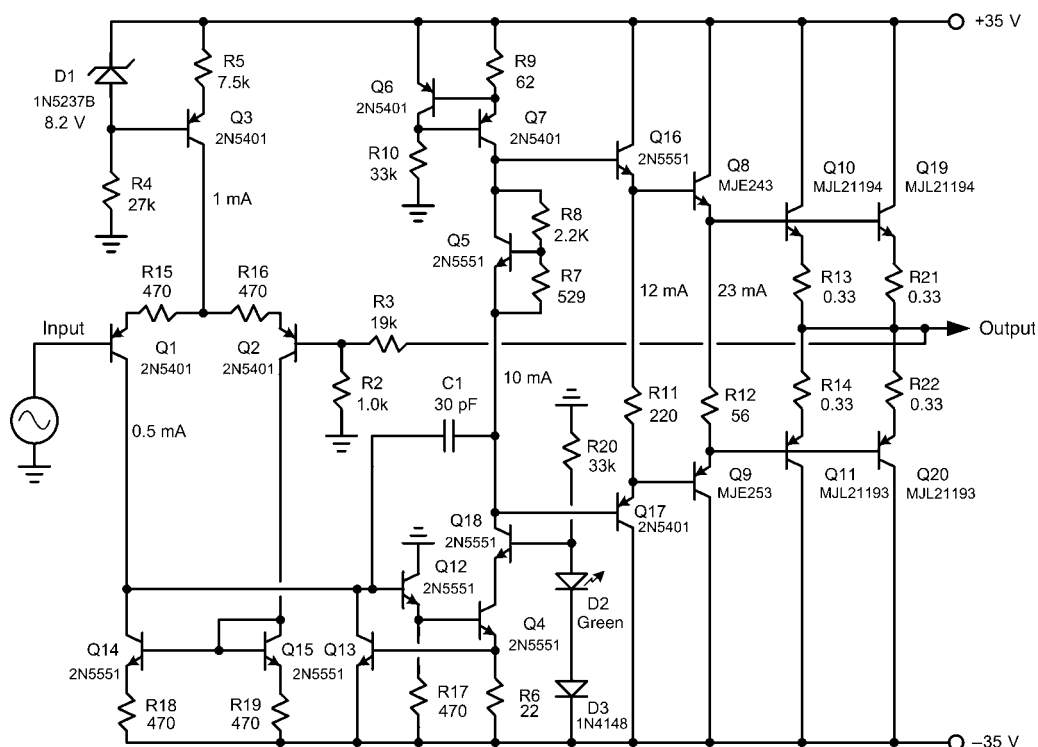 +35 V
D1
1N5237B
8.2 V
R5
7.5k
Q3
2N5401
R4
27k
1 mA
Q6
2N5401
R9
62
Q7
2N5401
R10
33k
Q16
2N5551
Q8
MJE243
Q10
MJL21194
Q19
MJL21194
R8
2.2K
Q5
2N5551
R7
529
R15
470
R16
470
R3
19k
12 mA
23 mA
R13
0.33
R21
0.33
Input
Output
Q1
2N5401
Q2
2N5401
R2
1.0k
C1
30 pF
10 mA
R11
220
R12
56
R14
0.33
R22
0.33
0.5 mA
R20
33k
Q17
2N5401
Q9
MJE253
Q11
MJL21193
Q20
MJL21193
Q18
2N5551
Q12
2N5551
D2
Green
Q4
2N5551
Q14
2N5551
Q15
2N5551
Q13
R18
470
R19
470
R17
470
R6
22
D3
1N4148
–35 V